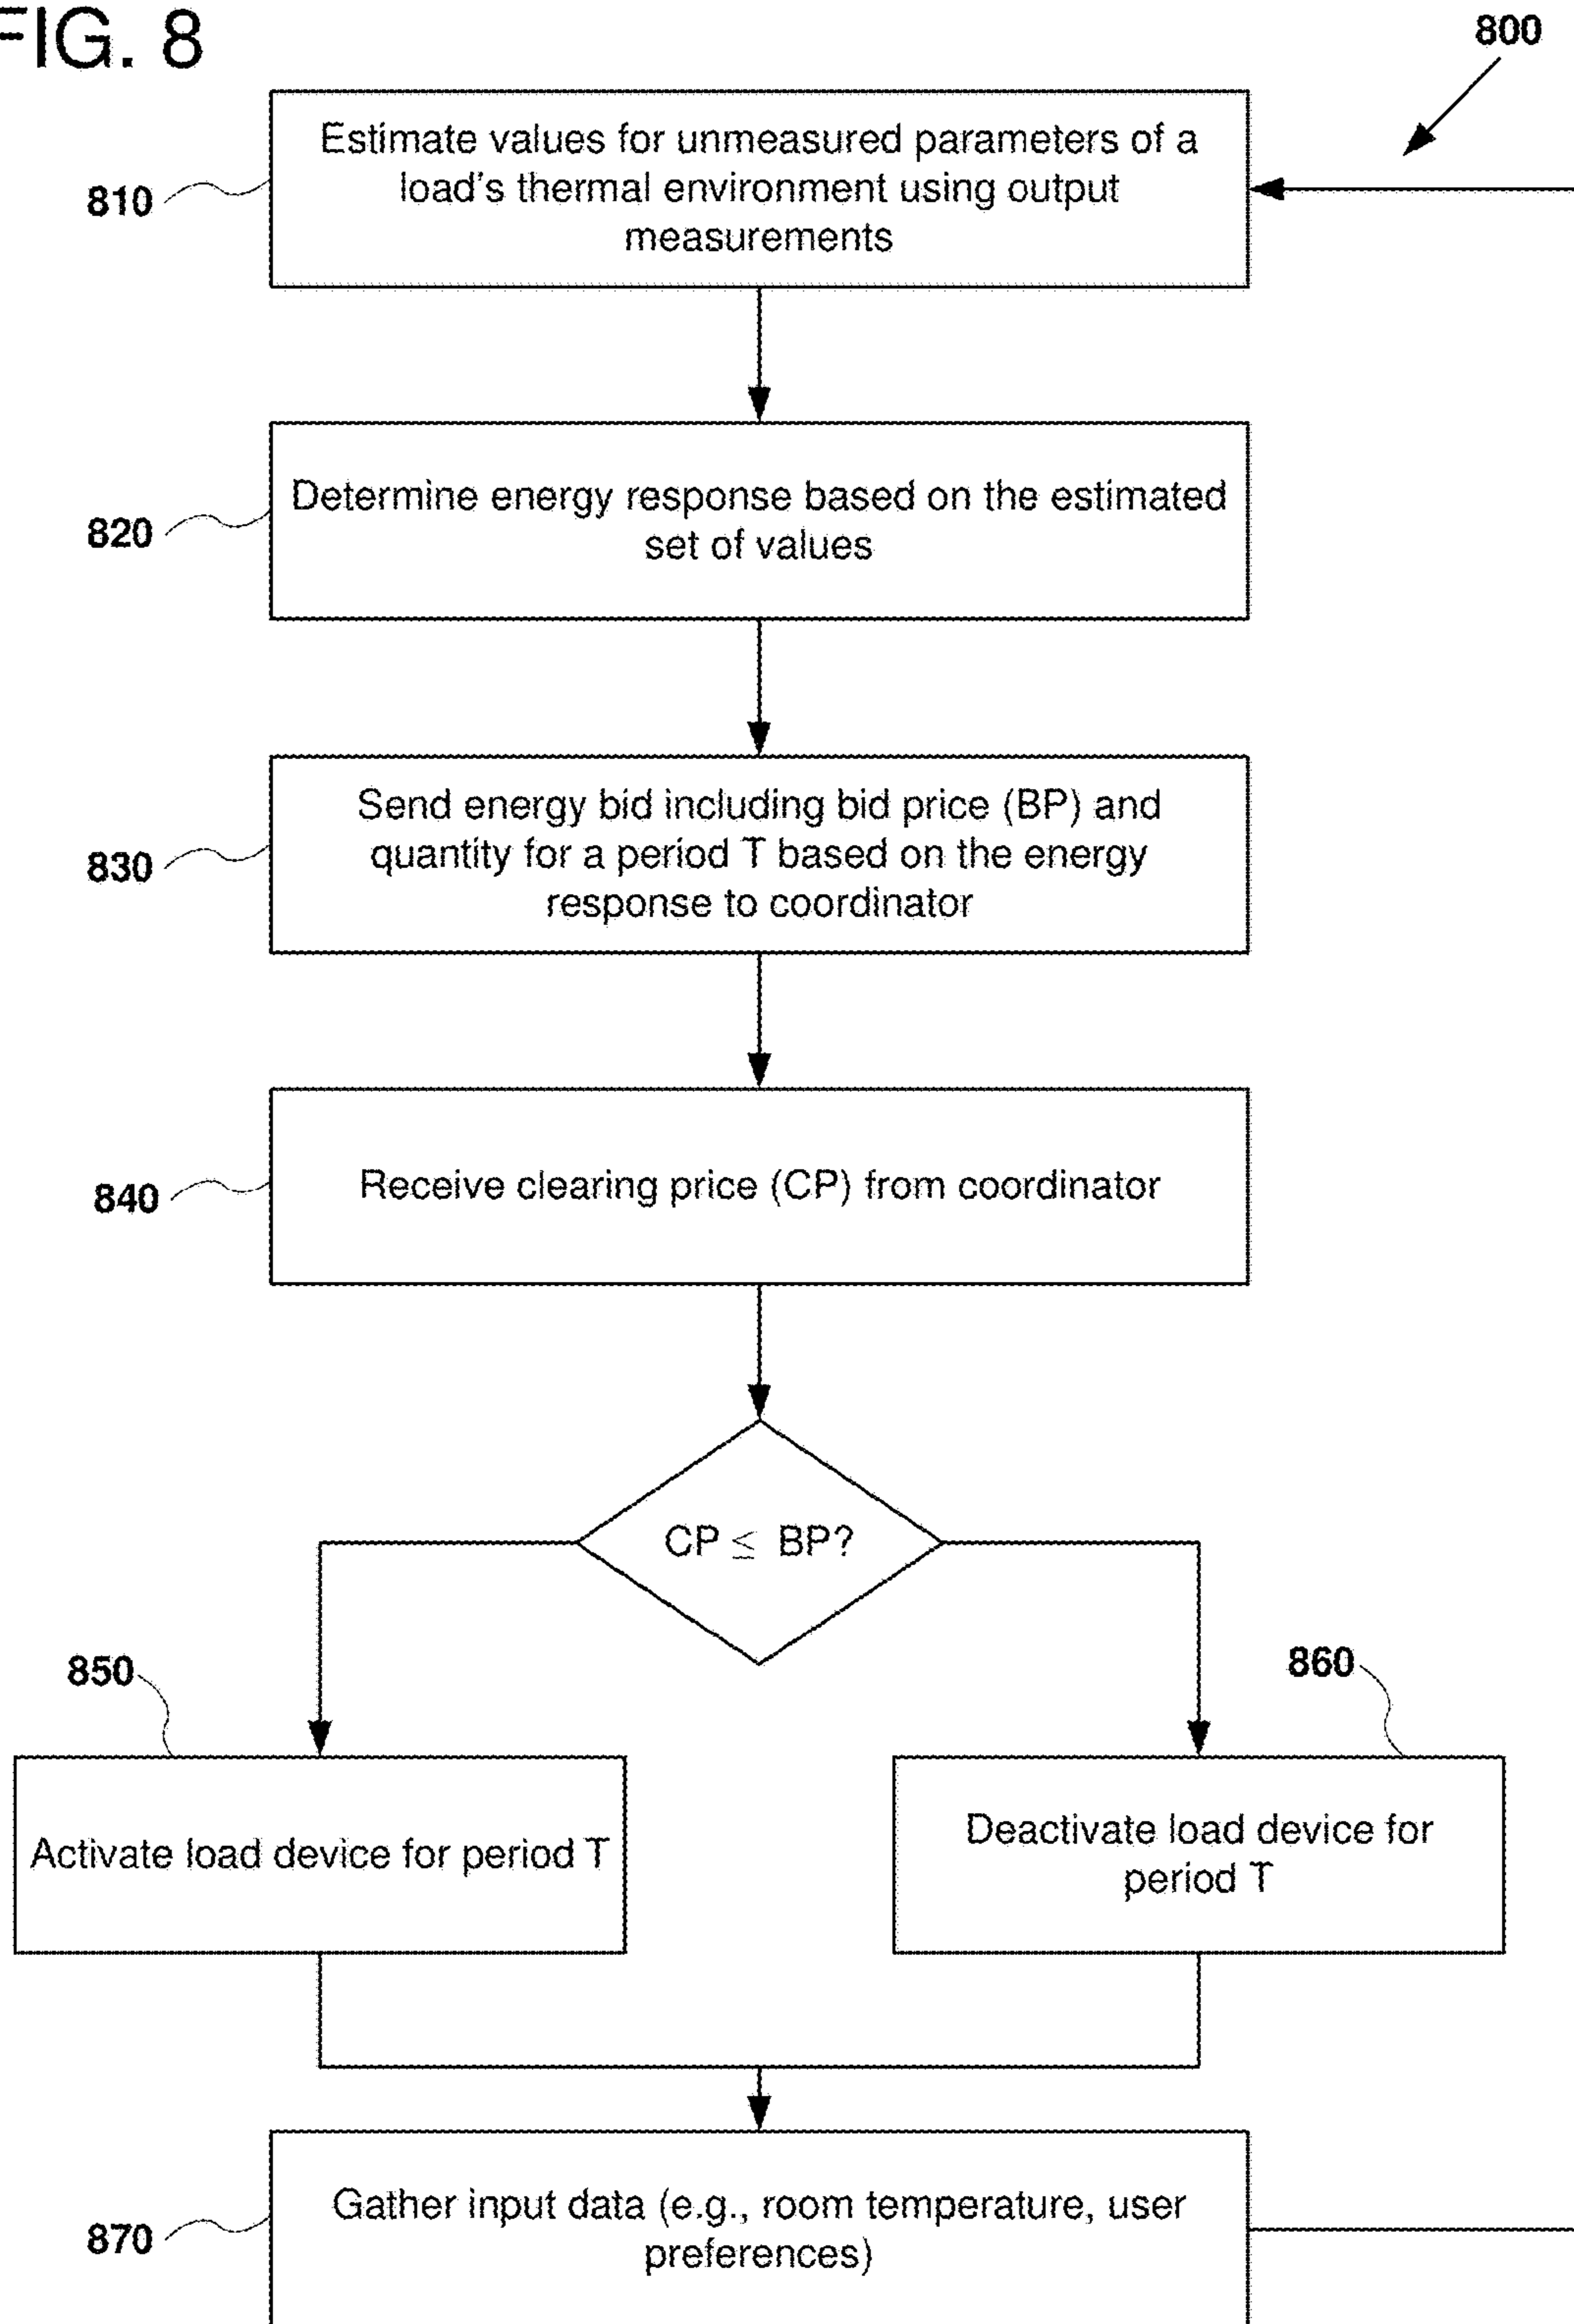 FIG. 8
800
Estimate values for unmeasured parameters of a
load's thermal environment using output
measurements
810
Determine energy response based on the estimated
set of values
820
Send energy bid including bid price (BP) and
quantity for a period T based on the energy
response to coordinator
830
Receive clearing price (CP) from coordinator
840
CP ≤ BP?
850
860
Activate load device for period T
Deactivate load device for
period T
Gather input data (e.g., room temperature, user
preferences)
870